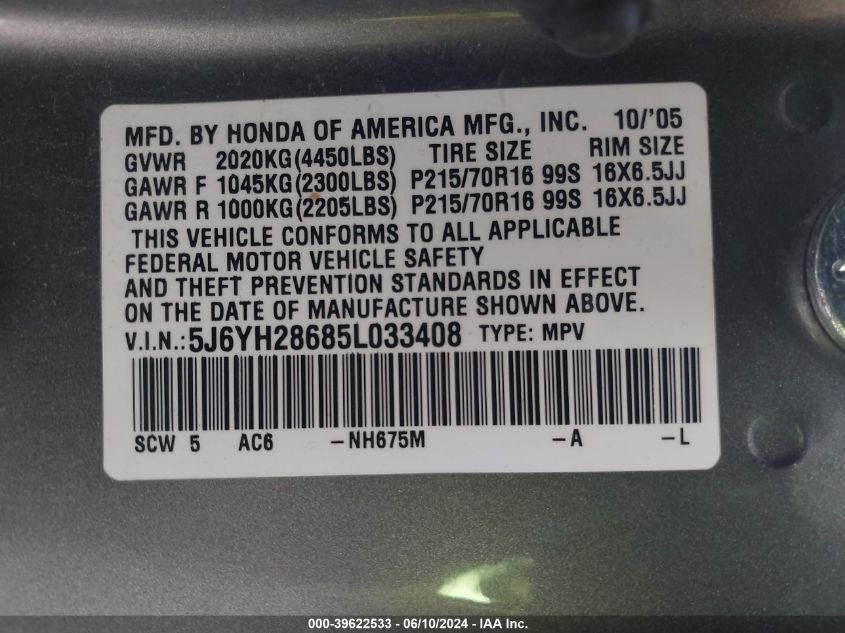 MFD. BY HONDA OF AMERICA MFG., INC. 10/'05
GVWR 2020KG(4450LBS) TIRE SIZE RIM SIZE
GAWR F 1045KG(2300LBS) P215/70R16 99S 16X6.5JJ
GAWR R 1000KG(2205LBS) P215/70R16 99S 16X6.5JJ
THIS VEHICLE CONFORMS TO ALL APPLICABLE
FEDERAL MOTOR VEHICLE SAFETY
AND THEFT PREVENTION STANDARDS IN EFFECT
ON THE DATE OF MANUFACTURE SHOWN ABOVE.
V.I.N.:5J6YH28685L033408 TYPE: MPV
SCW 5 AC6 -NH675M -A -L
000-39622533 - 06/10/2024 - IAA Inc.